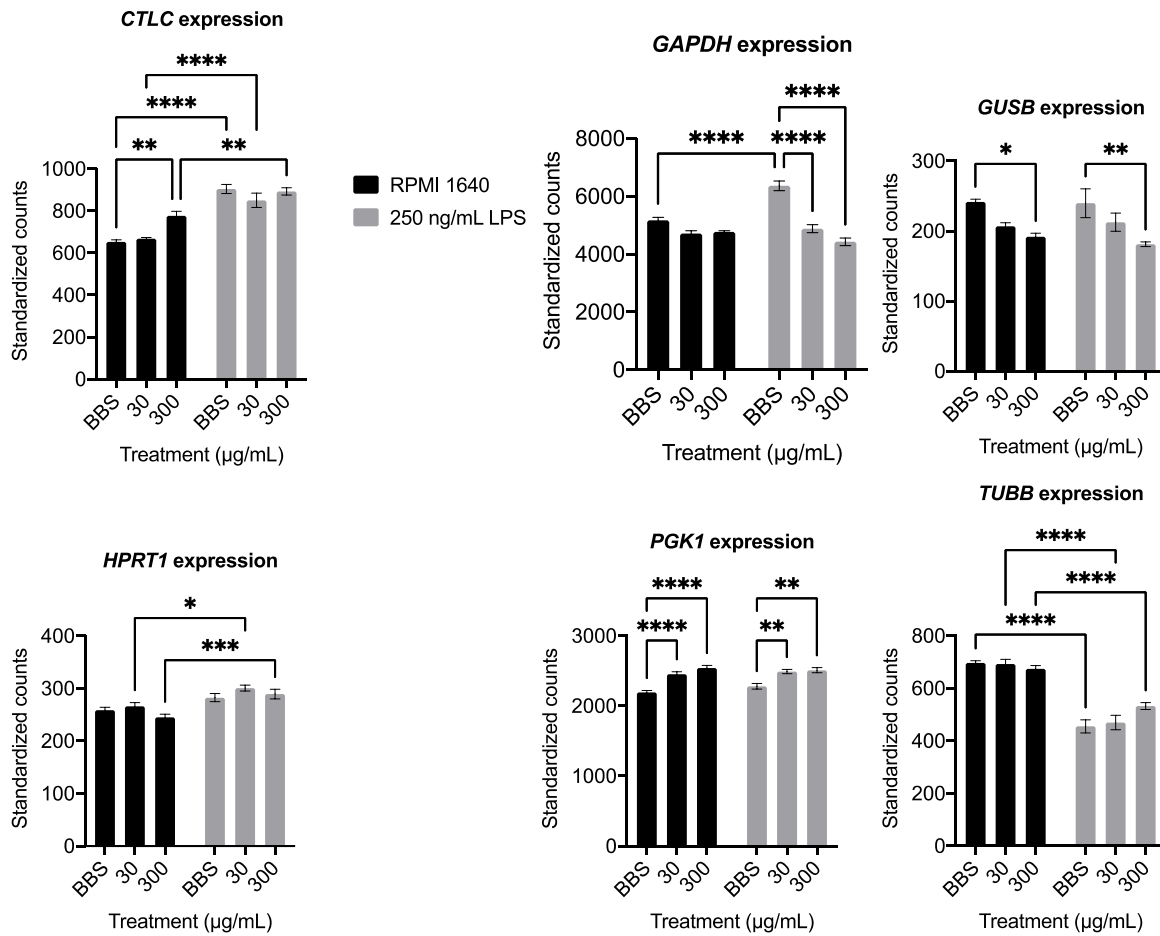 CTLC expression
****
****
**
**
Standardized counts
1000
800
600
400
200
0
BBS
30
300
BBS
30
300
Treatment (µg/mL)
RPMI 1640
250 ng/mL LPS
GAPDH expression
****
****
****
Standardized counts
8000
6000
4000
2000
0
BBS
30
300
BBS
30
300
Treatment (µg/mL)
GUSB expression
*
**
Standardized counts
300
200
100
0
BBS
30
300
BBS
30
300
Treatment (µg/mL)
HPRT1 expression
*
***
Standardized counts
400
300
200
100
0
BBS
30
300
BBS
30
300
Treatment (µg/mL)
PGK1 expression
****
**
****
**
Standardized counts
3000
2000
1000
0
BBS
30
300
BBS
30
300
Treatment (µg/mL)
TUBB expression
****
****
****
Standardized counts
800
600
400
200
0
BBS
30
300
BBS
30
300
Treatment (µg/mL)